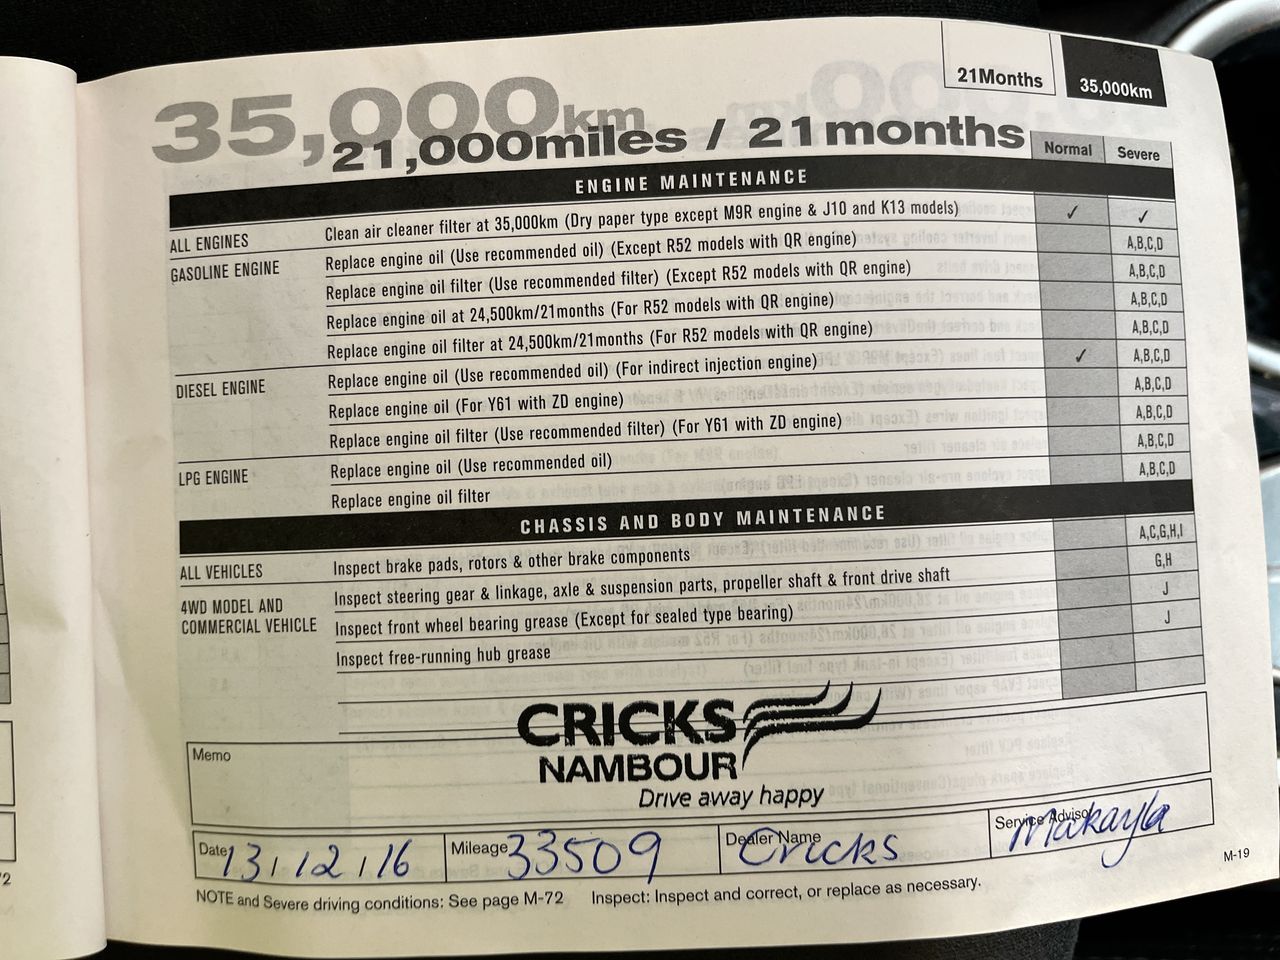 21Months
35,000km
35,000km
21,000miles / 21months
Normal
Severe
ENGINE MAINTENANCE
ALL ENGINES
Clean air cleaner filter at 35,000km (Dry paper type except M9R engine & J10 and K13 models)
✓ ✓
GASOLINE ENGINE
Replace engine oil (Use recommended oil) (Except R52 models with QR engine)
A,B,C,D
Replace engine oil filter (Use recommended filter) (Except R52 models with QR engine)
A,B,C,D
Replace engine oil at 24,500km/21months (For R52 models with QR engine)
A,B,C,D
Replace engine oil filter at 24,500km/21months (For R52 models with QR engine)
A,B,C,D
DIESEL ENGINE
Replace engine oil (Use recommended oil) (For indirect injection engine)
✓ A,B,C,D
Replace engine oil (For Y61 with ZD engine)
A,B,C,D
Replace engine oil filter (Use recommended filter) (For Y61 with ZD engine)
A,B,C,D
LPG ENGINE
Replace engine oil (Use recommended oil)
A,B,C,D
Replace engine oil filter
A,B,C,D
CHASSIS AND BODY MAINTENANCE
ALL VEHICLES
Inspect brake pads, rotors & other brake components
A,C,G,H,I
4WD MODEL AND
COMMERCIAL VEHICLE
Inspect steering gear & linkage, axle & suspension parts, propeller shaft & front drive shaft
G,H
Inspect front wheel bearing grease (Except for sealed type bearing)
J
Inspect free-running hub grease
J
CRICKS
NAMBOUR
Drive away happy
Memo
Date 13/12/16
Mileage 33509
Dealer Name Cricks
Service Advisor Makayla
NOTE and Severe driving conditions: See page M-72
Inspect: Inspect and correct, or replace as necessary.
M-19